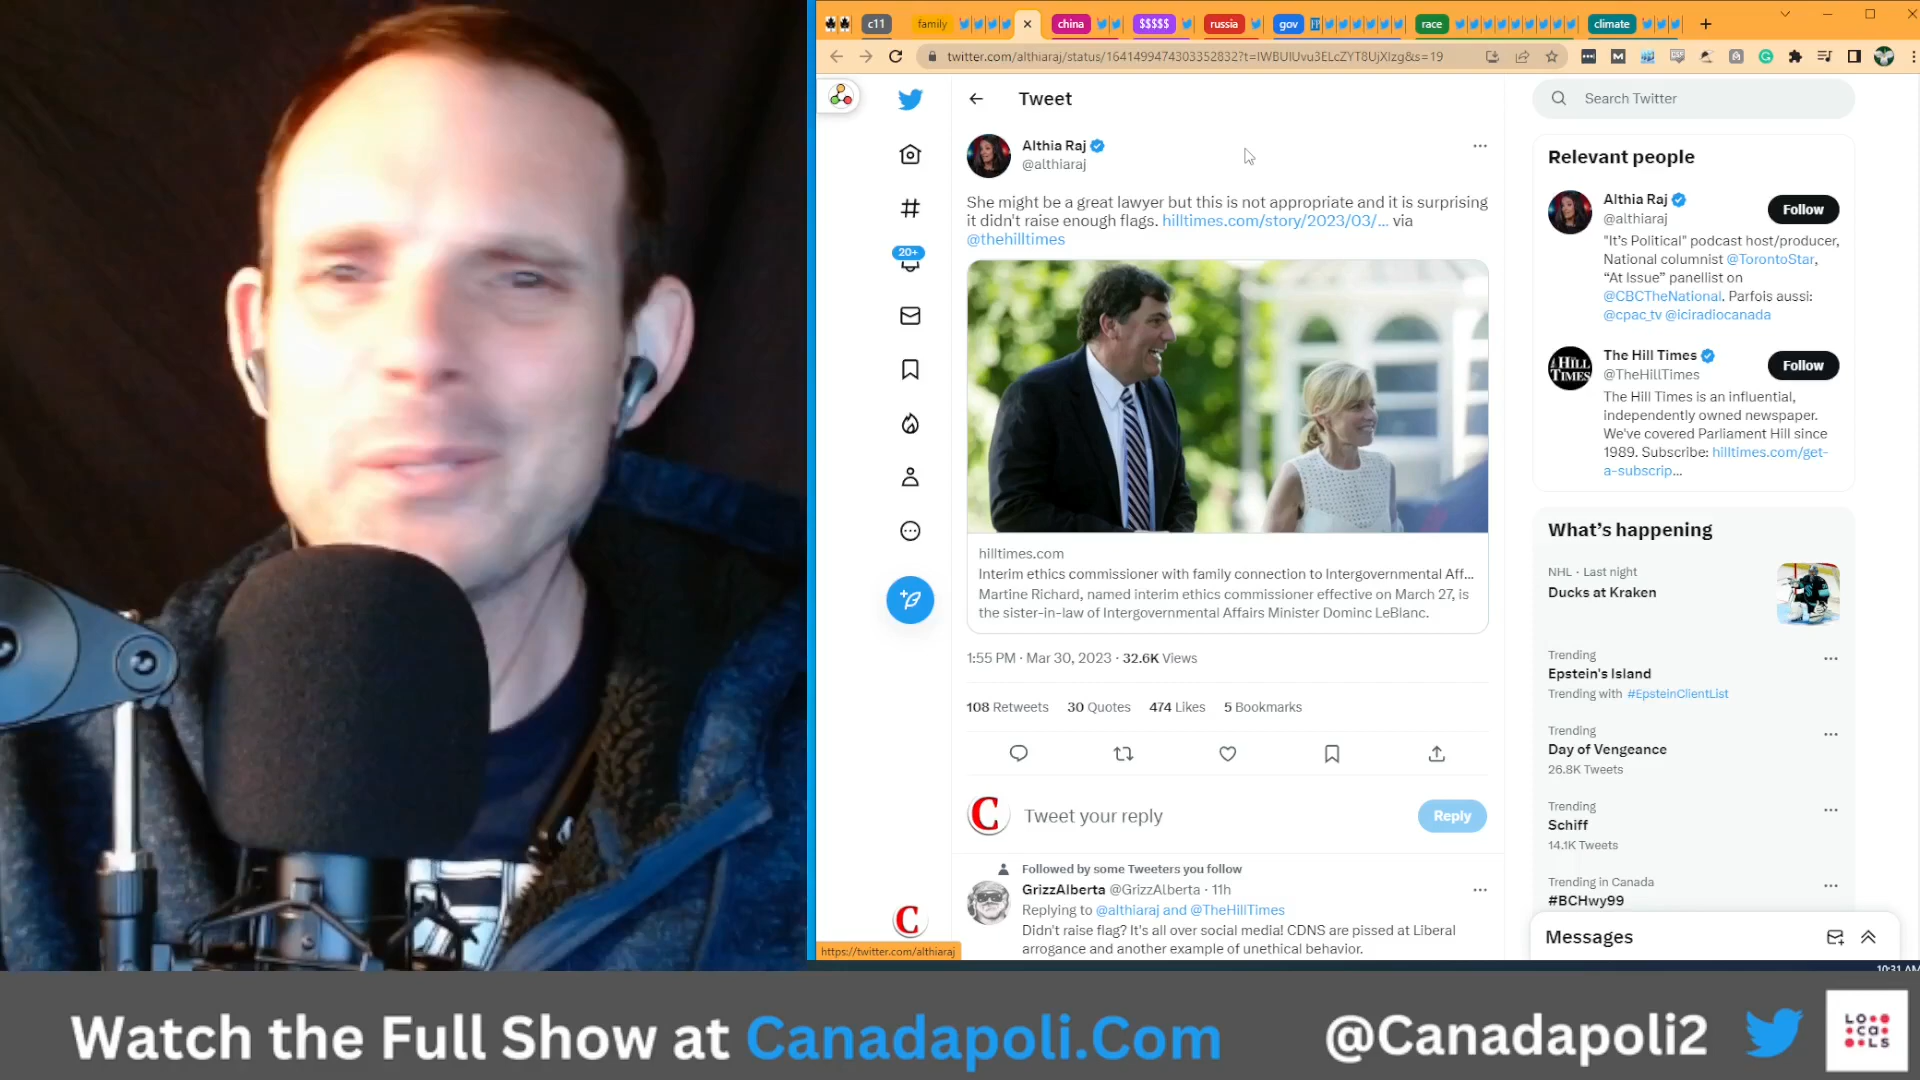 c11
family
china
$$$$$
russia
gov
race
climate
twitter.com/althiaraj/status/1641499474303352832?t=IWBUIUvu3ELcZYT8UjXIzg&s=19
Tweet
Search Twitter
Althia Raj
@althiaraj
She might be a great lawyer but this is not appropriate and it is surprising
it didn't raise enough flags. hilltimes.com/story/2023/03/... via
@thehilltimes
hilltimes.com
Interim ethics commissioner with family connection to Intergovernmental Aff...
Martine Richard, named interim ethics commissioner effective on March 27, is
the sister-in-law of Intergovernmental Affairs Minister Dominc LeBlanc.
1:55 PM · Mar 30, 2023 · 32.6K Views
108 Retweets 30 Quotes 474 Likes 5 Bookmarks
C
Tweet your reply
Reply
Followed by some Tweeters you follow
GrizzAlberta @GrizzAlberta · 11h
Replying to @althiaraj and @TheHillTimes
Didn't raise flag? It's all over social media! CDNS are pissed at Liberal
arrogance and another example of unethical behavior.
20+
C
https://twitter.com/althiaraj
Relevant people
Althia Raj
@althiaraj
Follow
"It's Political" podcast host/producer,
National columnist @TorontoStar,
“At Issue” panellist on
@CBCTheNational. Parfois aussi:
@cpac_tv @iciradiocanada
HILL
TIMES
The Hill Times
@TheHillTimes
Follow
The Hill Times is an influential,
independently owned newspaper.
We've covered Parliament Hill since
1989. Subscribe: hilltimes.com/get-
a-subscrip...
What's happening
NHL · Last night
Ducks at Kraken
Trending
Epstein's Island
Trending with #EpsteinClientList
Trending
Day of Vengeance
26.8K Tweets
Trending
Schiff
14.1K Tweets
Trending in Canada
#BCHwy99
Messages
10:31 AM
Watch the Full Show at Canadapoli.Com
@Canadapoli2
LO
ca
LS